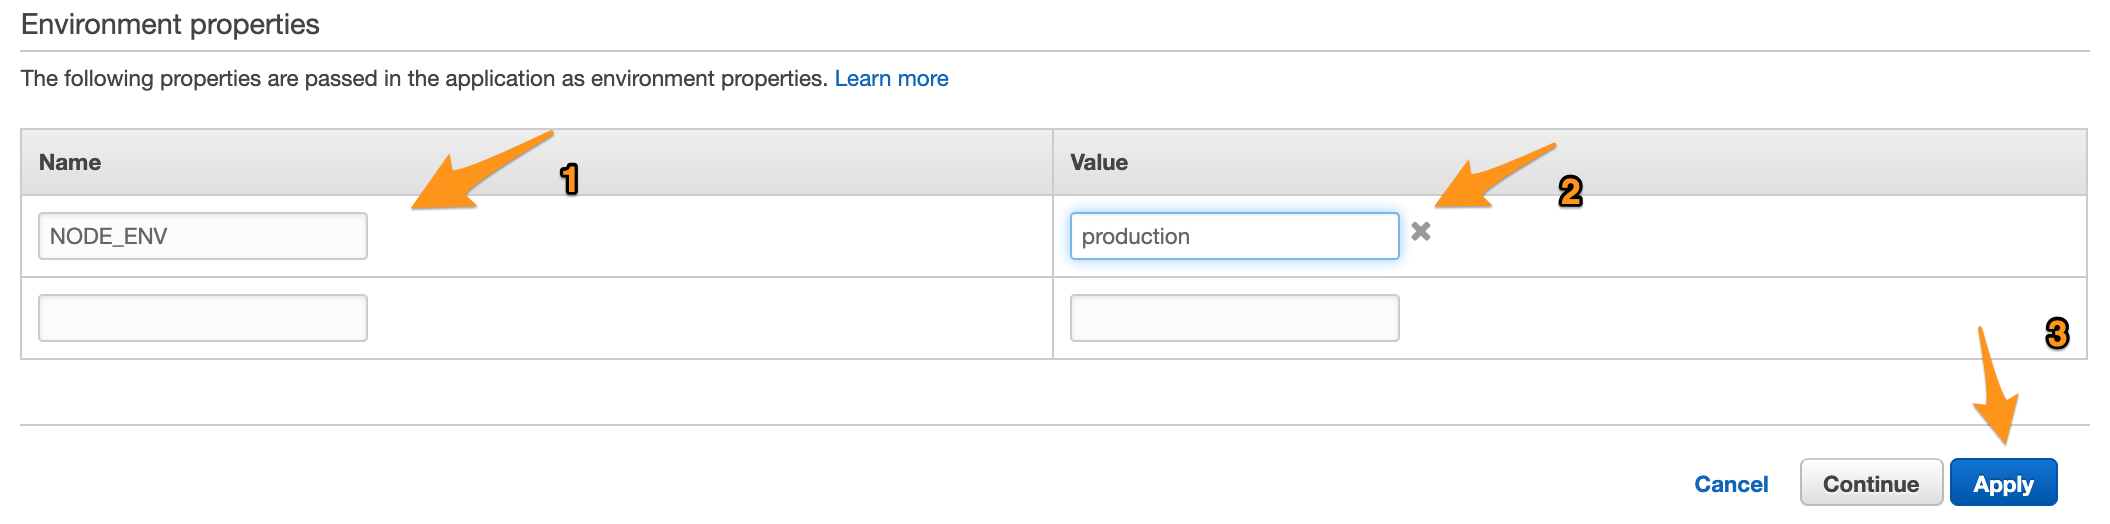 Environment properties
The following properties are passed in the application as environment properties. Learn more
Name
1
Value
2
NODE_ENV
production
3
Cancel
Continue
Apply